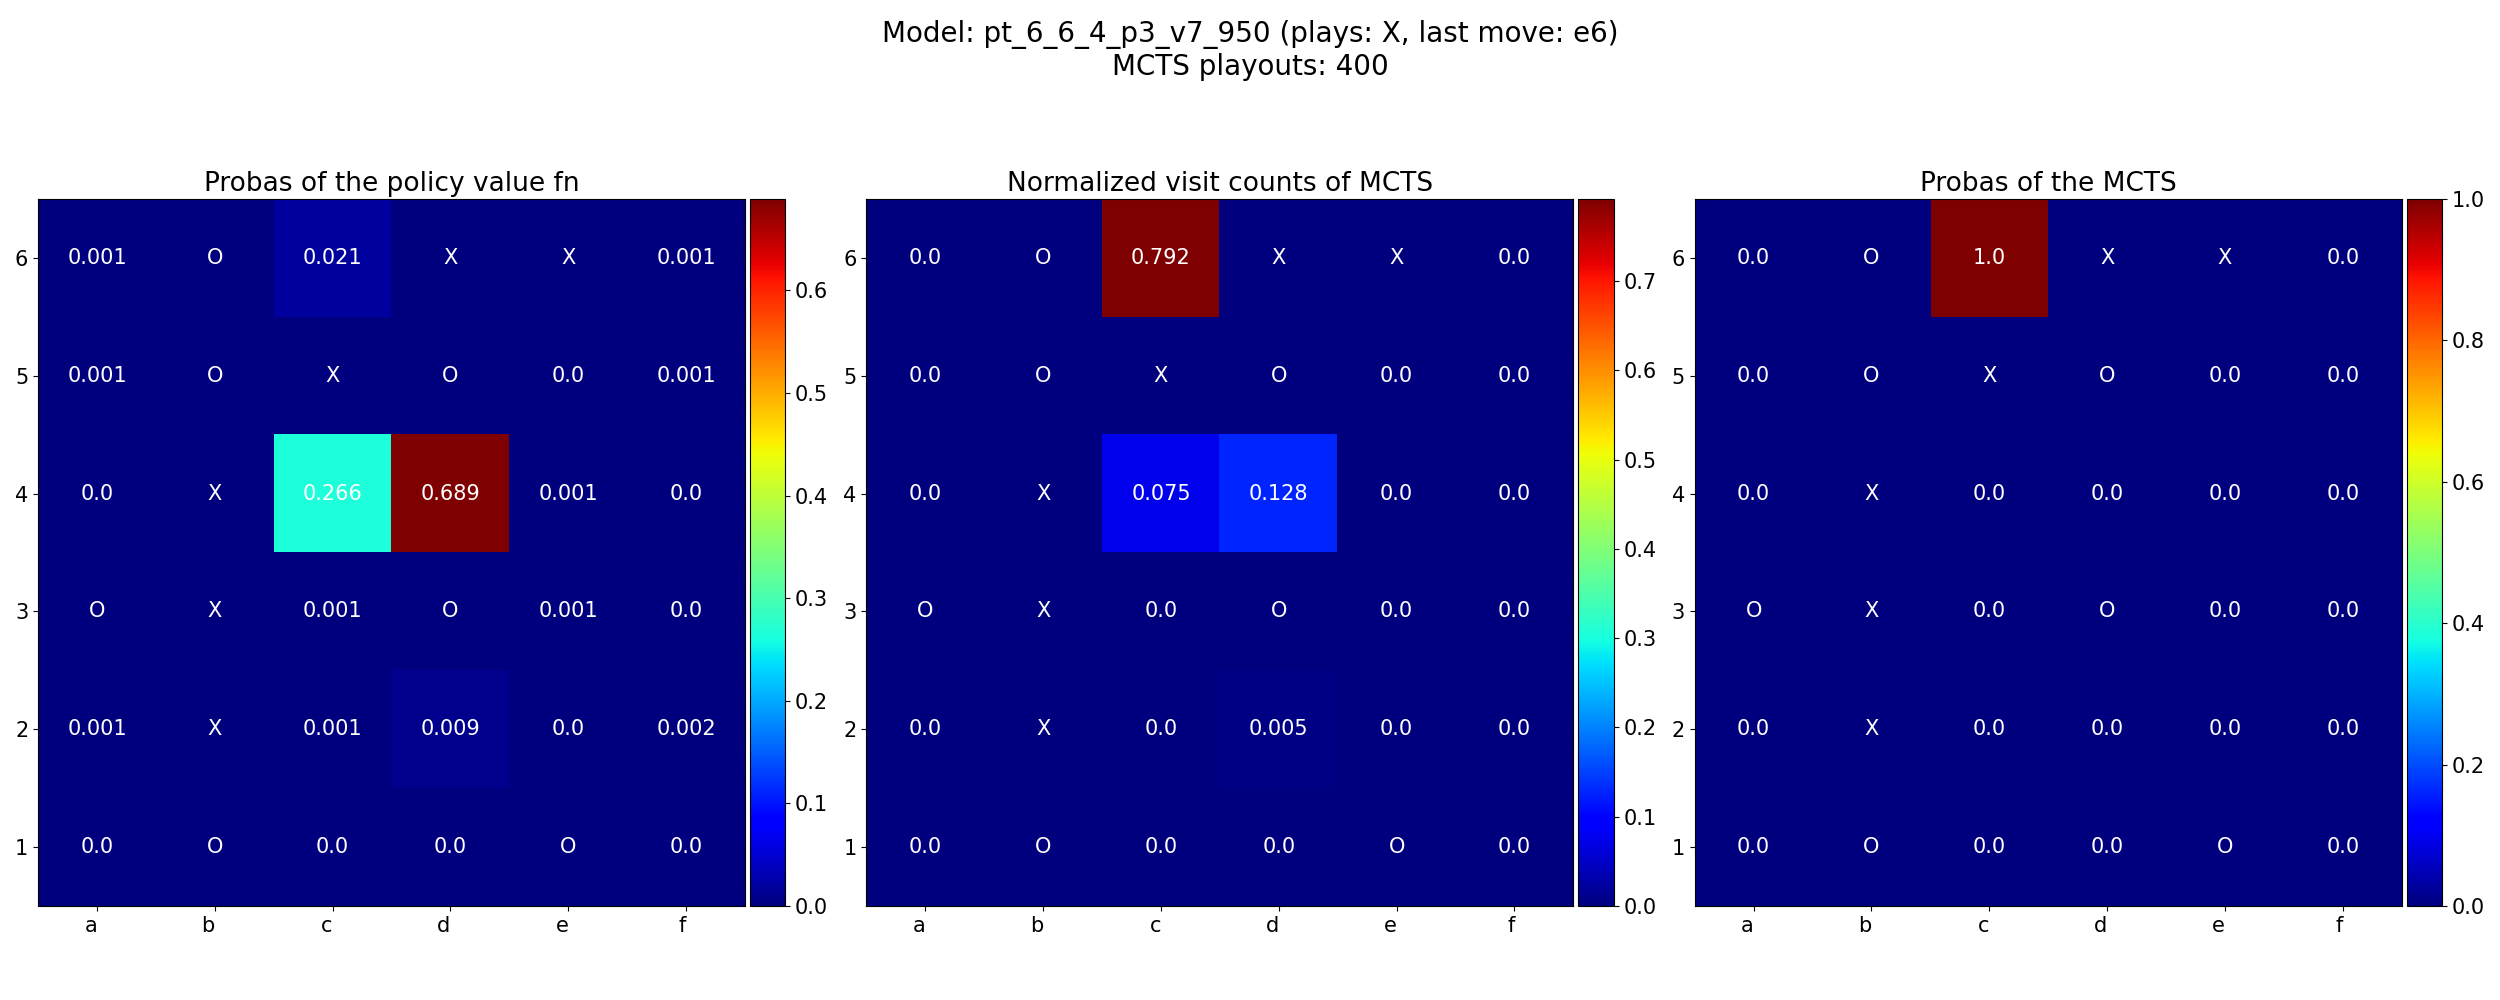 Model: pt_6_6_4_p3_v7_950 (plays: X, last move: e6)
MCTS playouts: 400
Probas of the policy value fn
6 0.001 O 0.021 X X 0.001
5 0.001 O X O 0.0 0.001
4 0.0 X 0.266 0.689 0.001 0.0
3 O X 0.001 O 0.001 0.0
2 0.001 X 0.001 0.009 0.0 0.002
1 0.0 O 0.0 0.0 O 0.0
a b c d e f
0.6
0.5
0.4
0.3
0.2
0.1
0.0
Normalized visit counts of MCTS
6 0.0 O 0.792 X X 0.0
5 0.0 O X O 0.0 0.0
4 0.0 X 0.075 0.128 0.0 0.0
3 O X 0.0 O 0.0 0.0
2 0.0 X 0.0 0.005 0.0 0.0
1 0.0 O 0.0 0.0 O 0.0
a b c d e f
0.7
0.6
0.5
0.4
0.3
0.2
0.1
0.0
Probas of the MCTS
6 0.0 O 1.0 X X 0.0
5 0.0 O X O 0.0 0.0
4 0.0 X 0.0 0.0 0.0 0.0
3 O X 0.0 O 0.0 0.0
2 0.0 X 0.0 0.0 0.0 0.0
1 0.0 O 0.0 0.0 O 0.0
a b c d e f
1.0
0.8
0.6
0.4
0.2
0.0